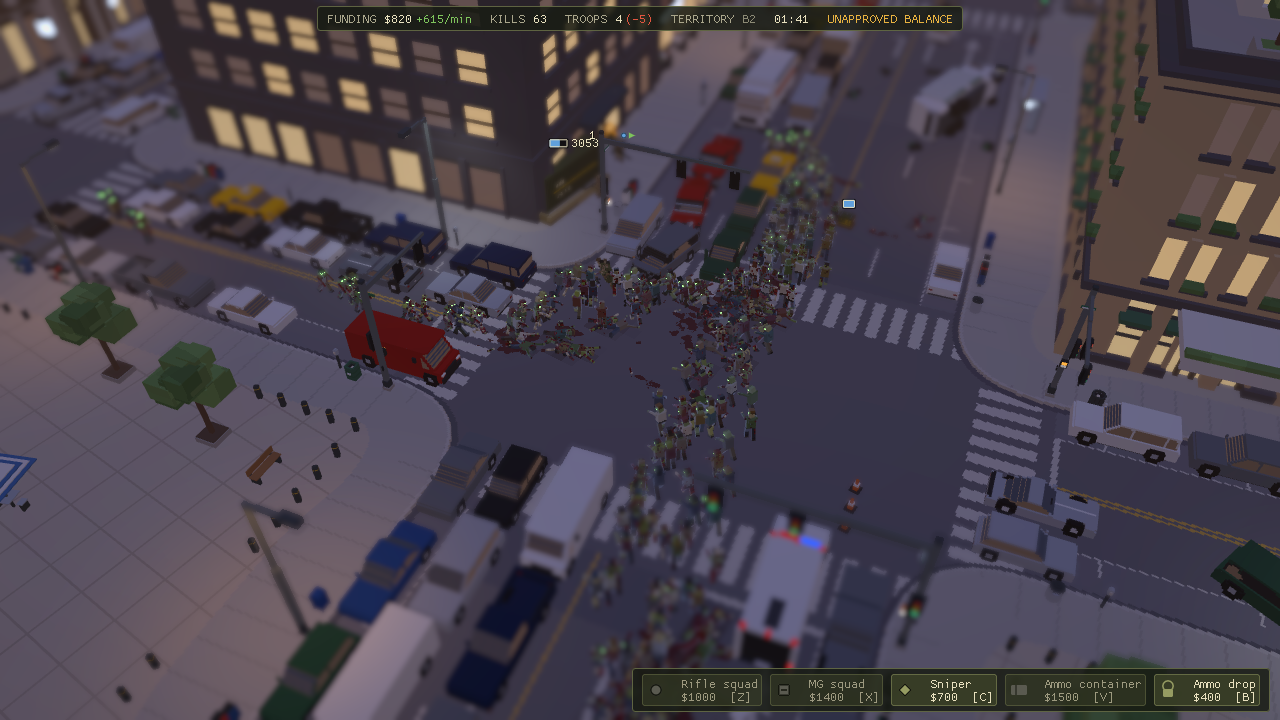 FUNDING $820 +615/min KILLS 63 TROOPS 4 (-5) TERRITORY B2 01:41 UNAPPROVED BALANCE
1
3053
Rifle squad
$1000 [Z]
MG squad
$1400 [X]
Sniper
$700 [C]
Ammo container
$1500 [V]
Ammo drop
$400 [B]